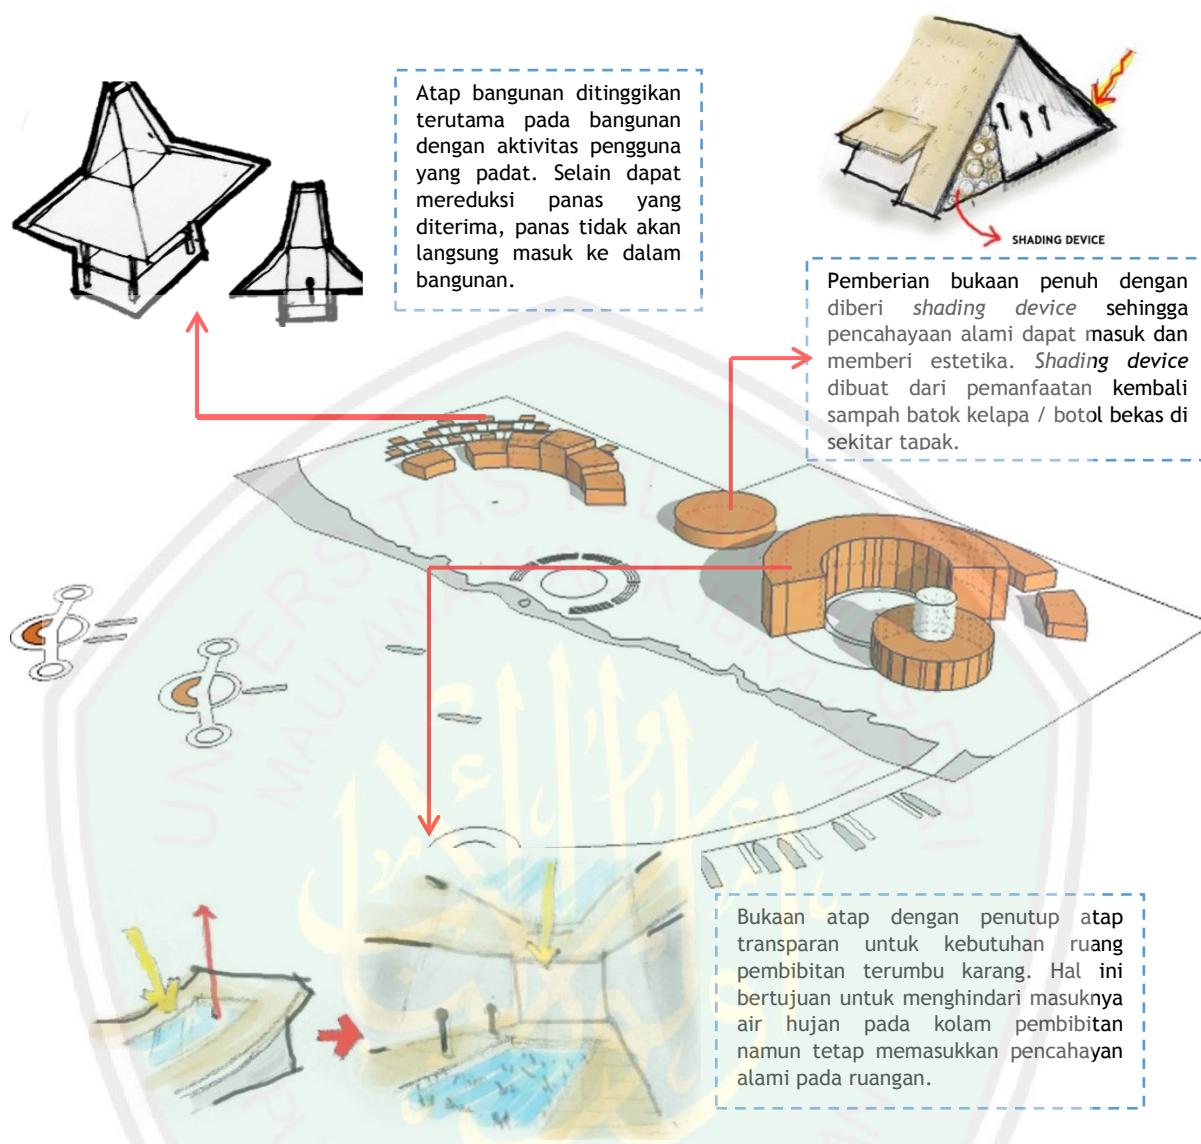 Atap bangunan ditinggikan
terutama pada bangunan
dengan aktivitas pengguna
yang padat. Selain dapat
mereduksi panas yang
diterima, panas tidak akan
langsung masuk ke dalam
bangunan.
SHADING DEVICE
Pemberian bukaan penuh dengan
diberi shading device sehingga
pencahayaan alami dapat masuk dan
memberi estetika. Shading device
dibuat dari pemanfaatan kembali
sampah batok kelapa / botol bekas di
sekitar tapak.
Bukaan atap dengan penutup atap
transparan untuk kebutuhan ruang
pembibitan terumbu karang. Hal ini
bertujuan untuk menghindari masuknya
air hujan pada kolam pembibitan
namun tetap memasukkan pencahayan
alami pada ruangan.